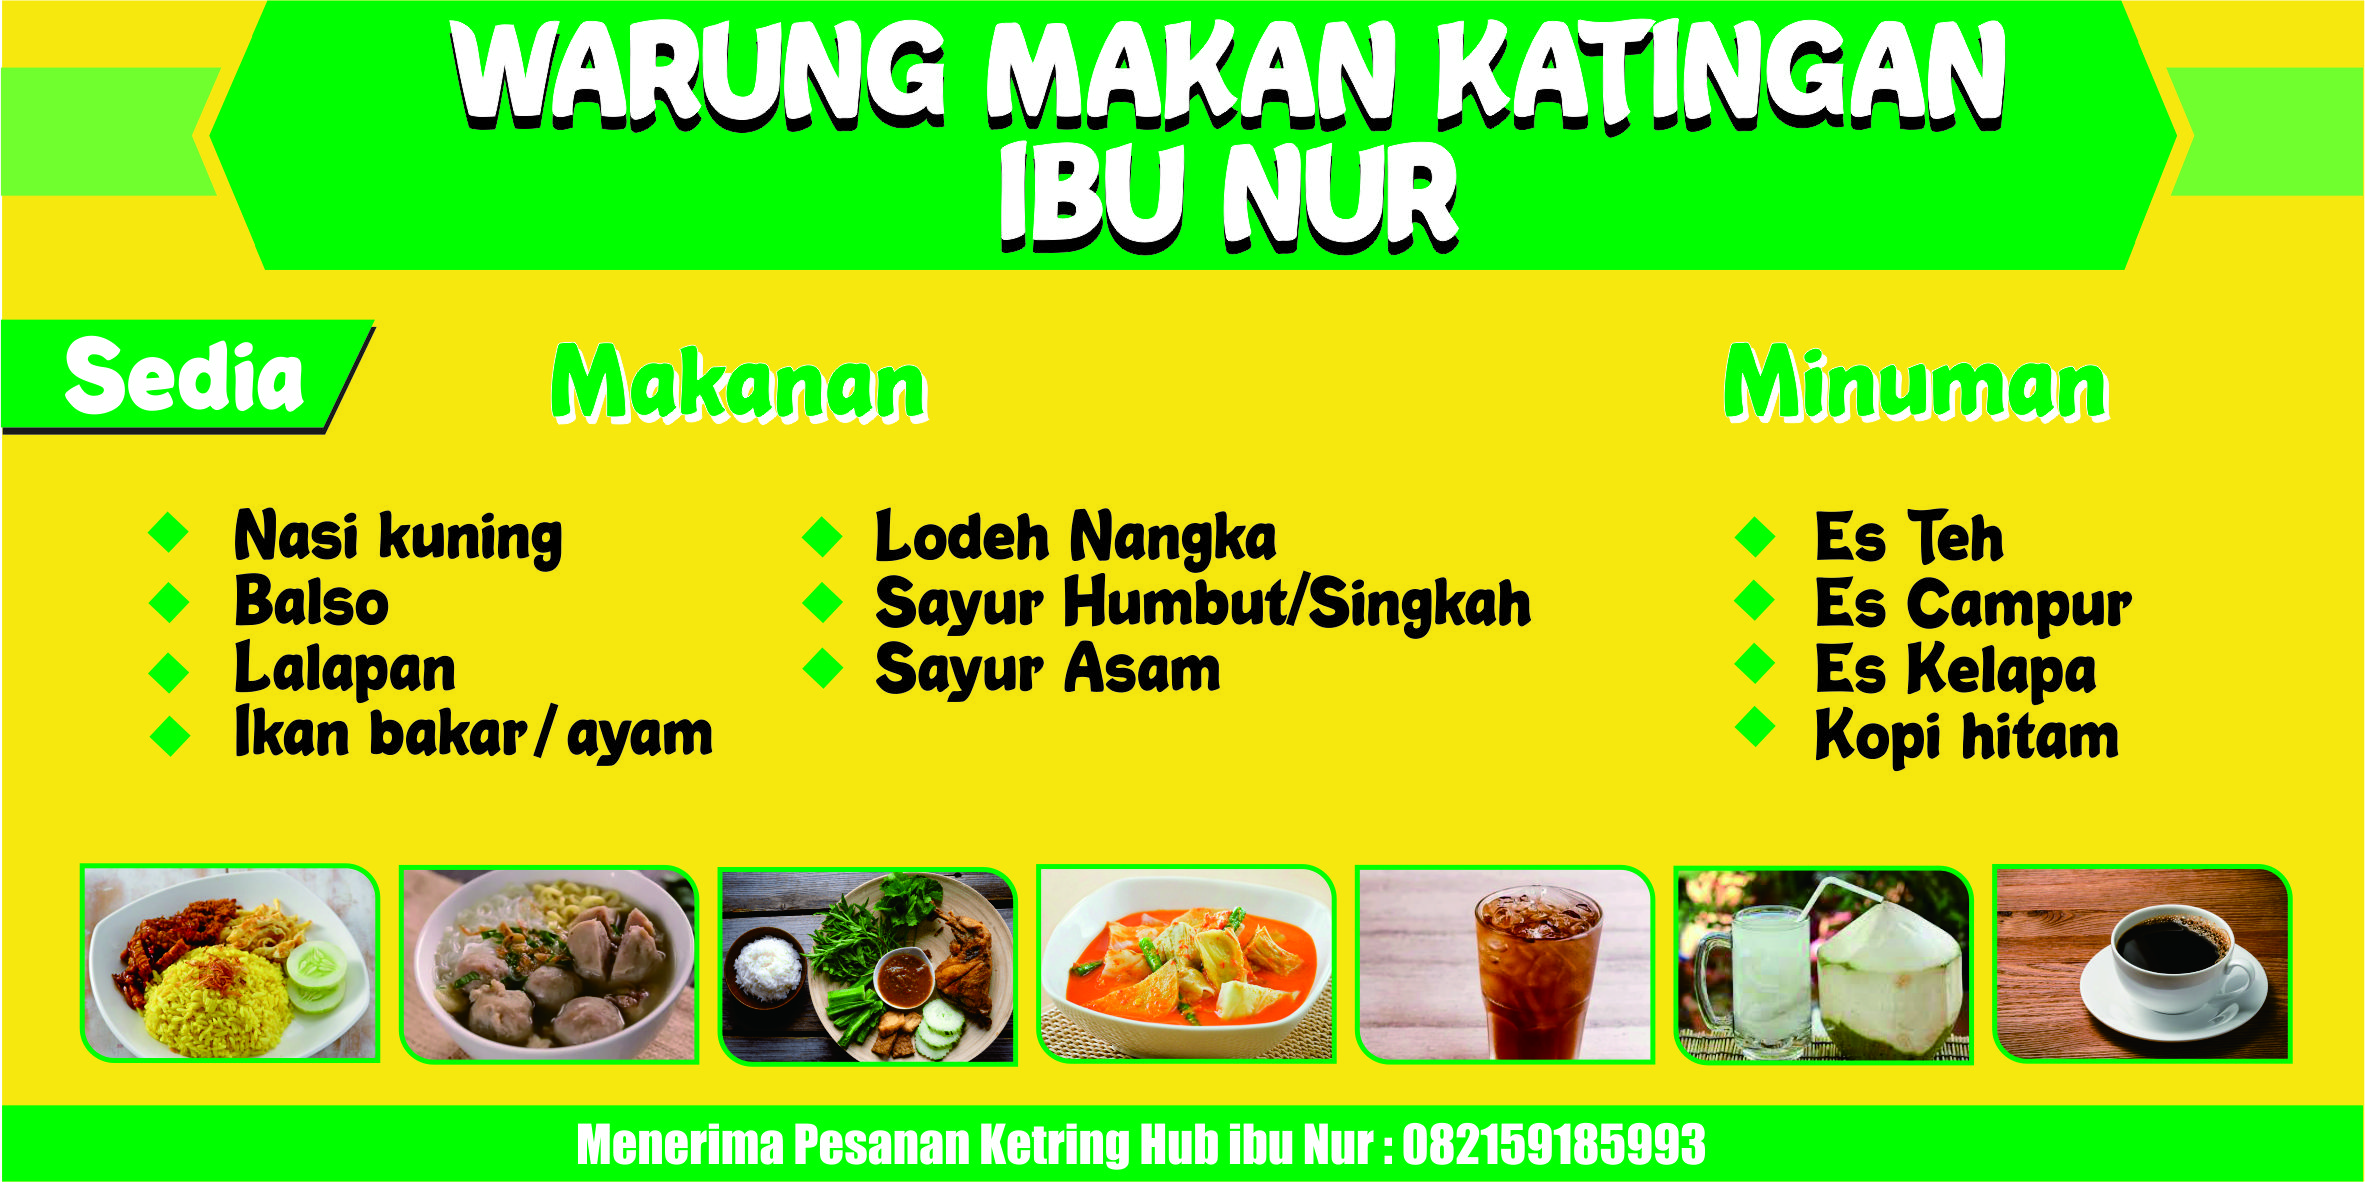 WARUNG MAKAN KATINGAN
IBU NUR
Sedia
Makanan
Nasi kuning
Balso
Lalapan
Ikan bakar / ayam
Lodeh Nangka
Sayur Humbut/Singkah
Sayur Asam
Minuman
Es Teh
Es Campur
Es Kelapa
Kopi hitam
Menerima Pesanan Ketring Hub ibu Nur : 082159185993